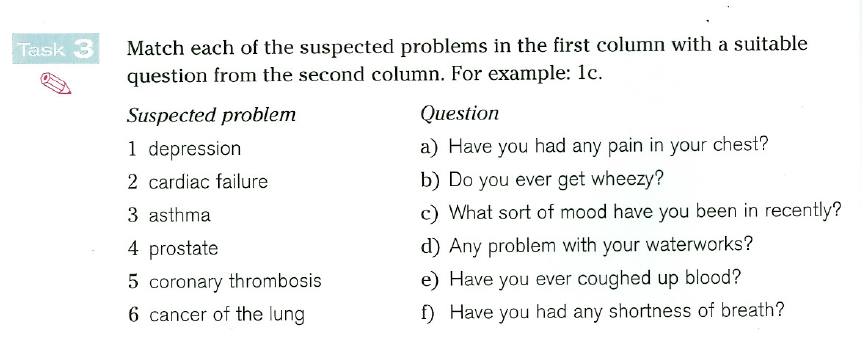 Task 3
Match each of the suspected problems in the first column with a suitable
question from the second column. For example: 1c.
Suspected problem Question
1 depression a) Have you had any pain in your chest?
2 cardiac failure b) Do you ever get wheezy?
3 asthma c) What sort of mood have you been in recently?
4 prostate d) Any problem with your waterworks?
5 coronary thrombosis e) Have you ever coughed up blood?
6 cancer of the lung f) Have you had any shortness of breath?